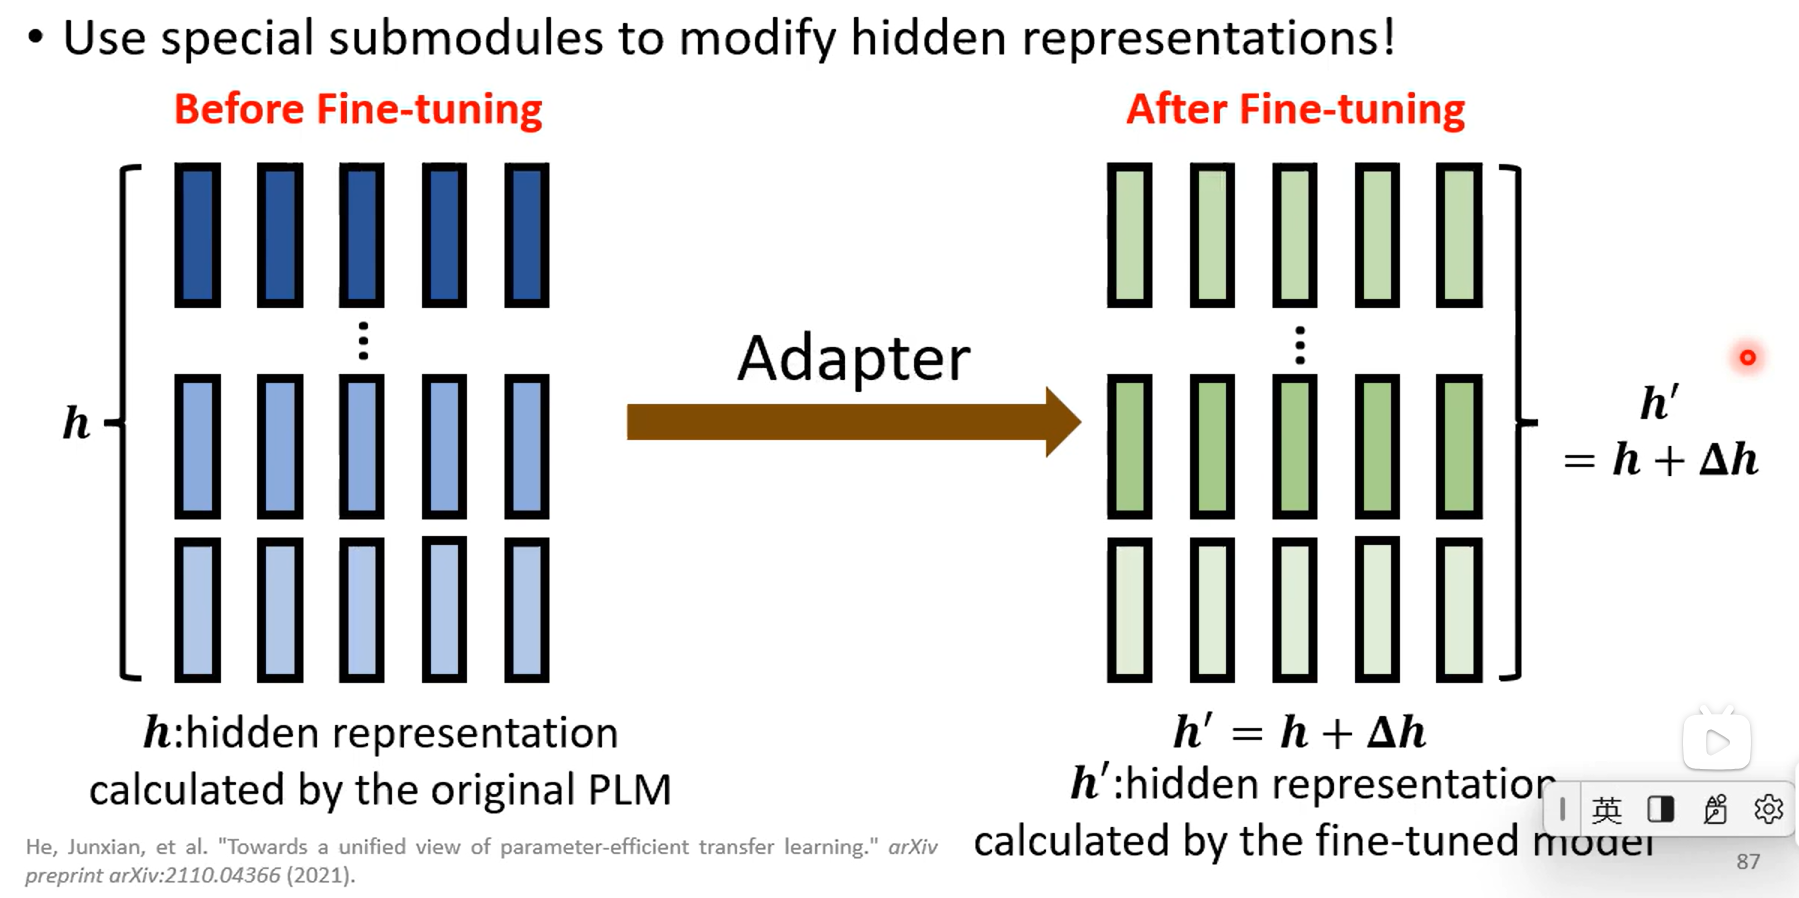 • Use special submodules to modify hidden representations!
Before Fine-tuning
After Fine-tuning
h
Adapter
h′
= h + Δh
h:hidden representation
calculated by the original PLM
h′ = h + Δh
h′:hidden representation
calculated by the fine-tuned model
英
He, Junxian, et al. "Towards a unified view of parameter-efficient transfer learning." arXiv
preprint arXiv:2110.04366 (2021).
87